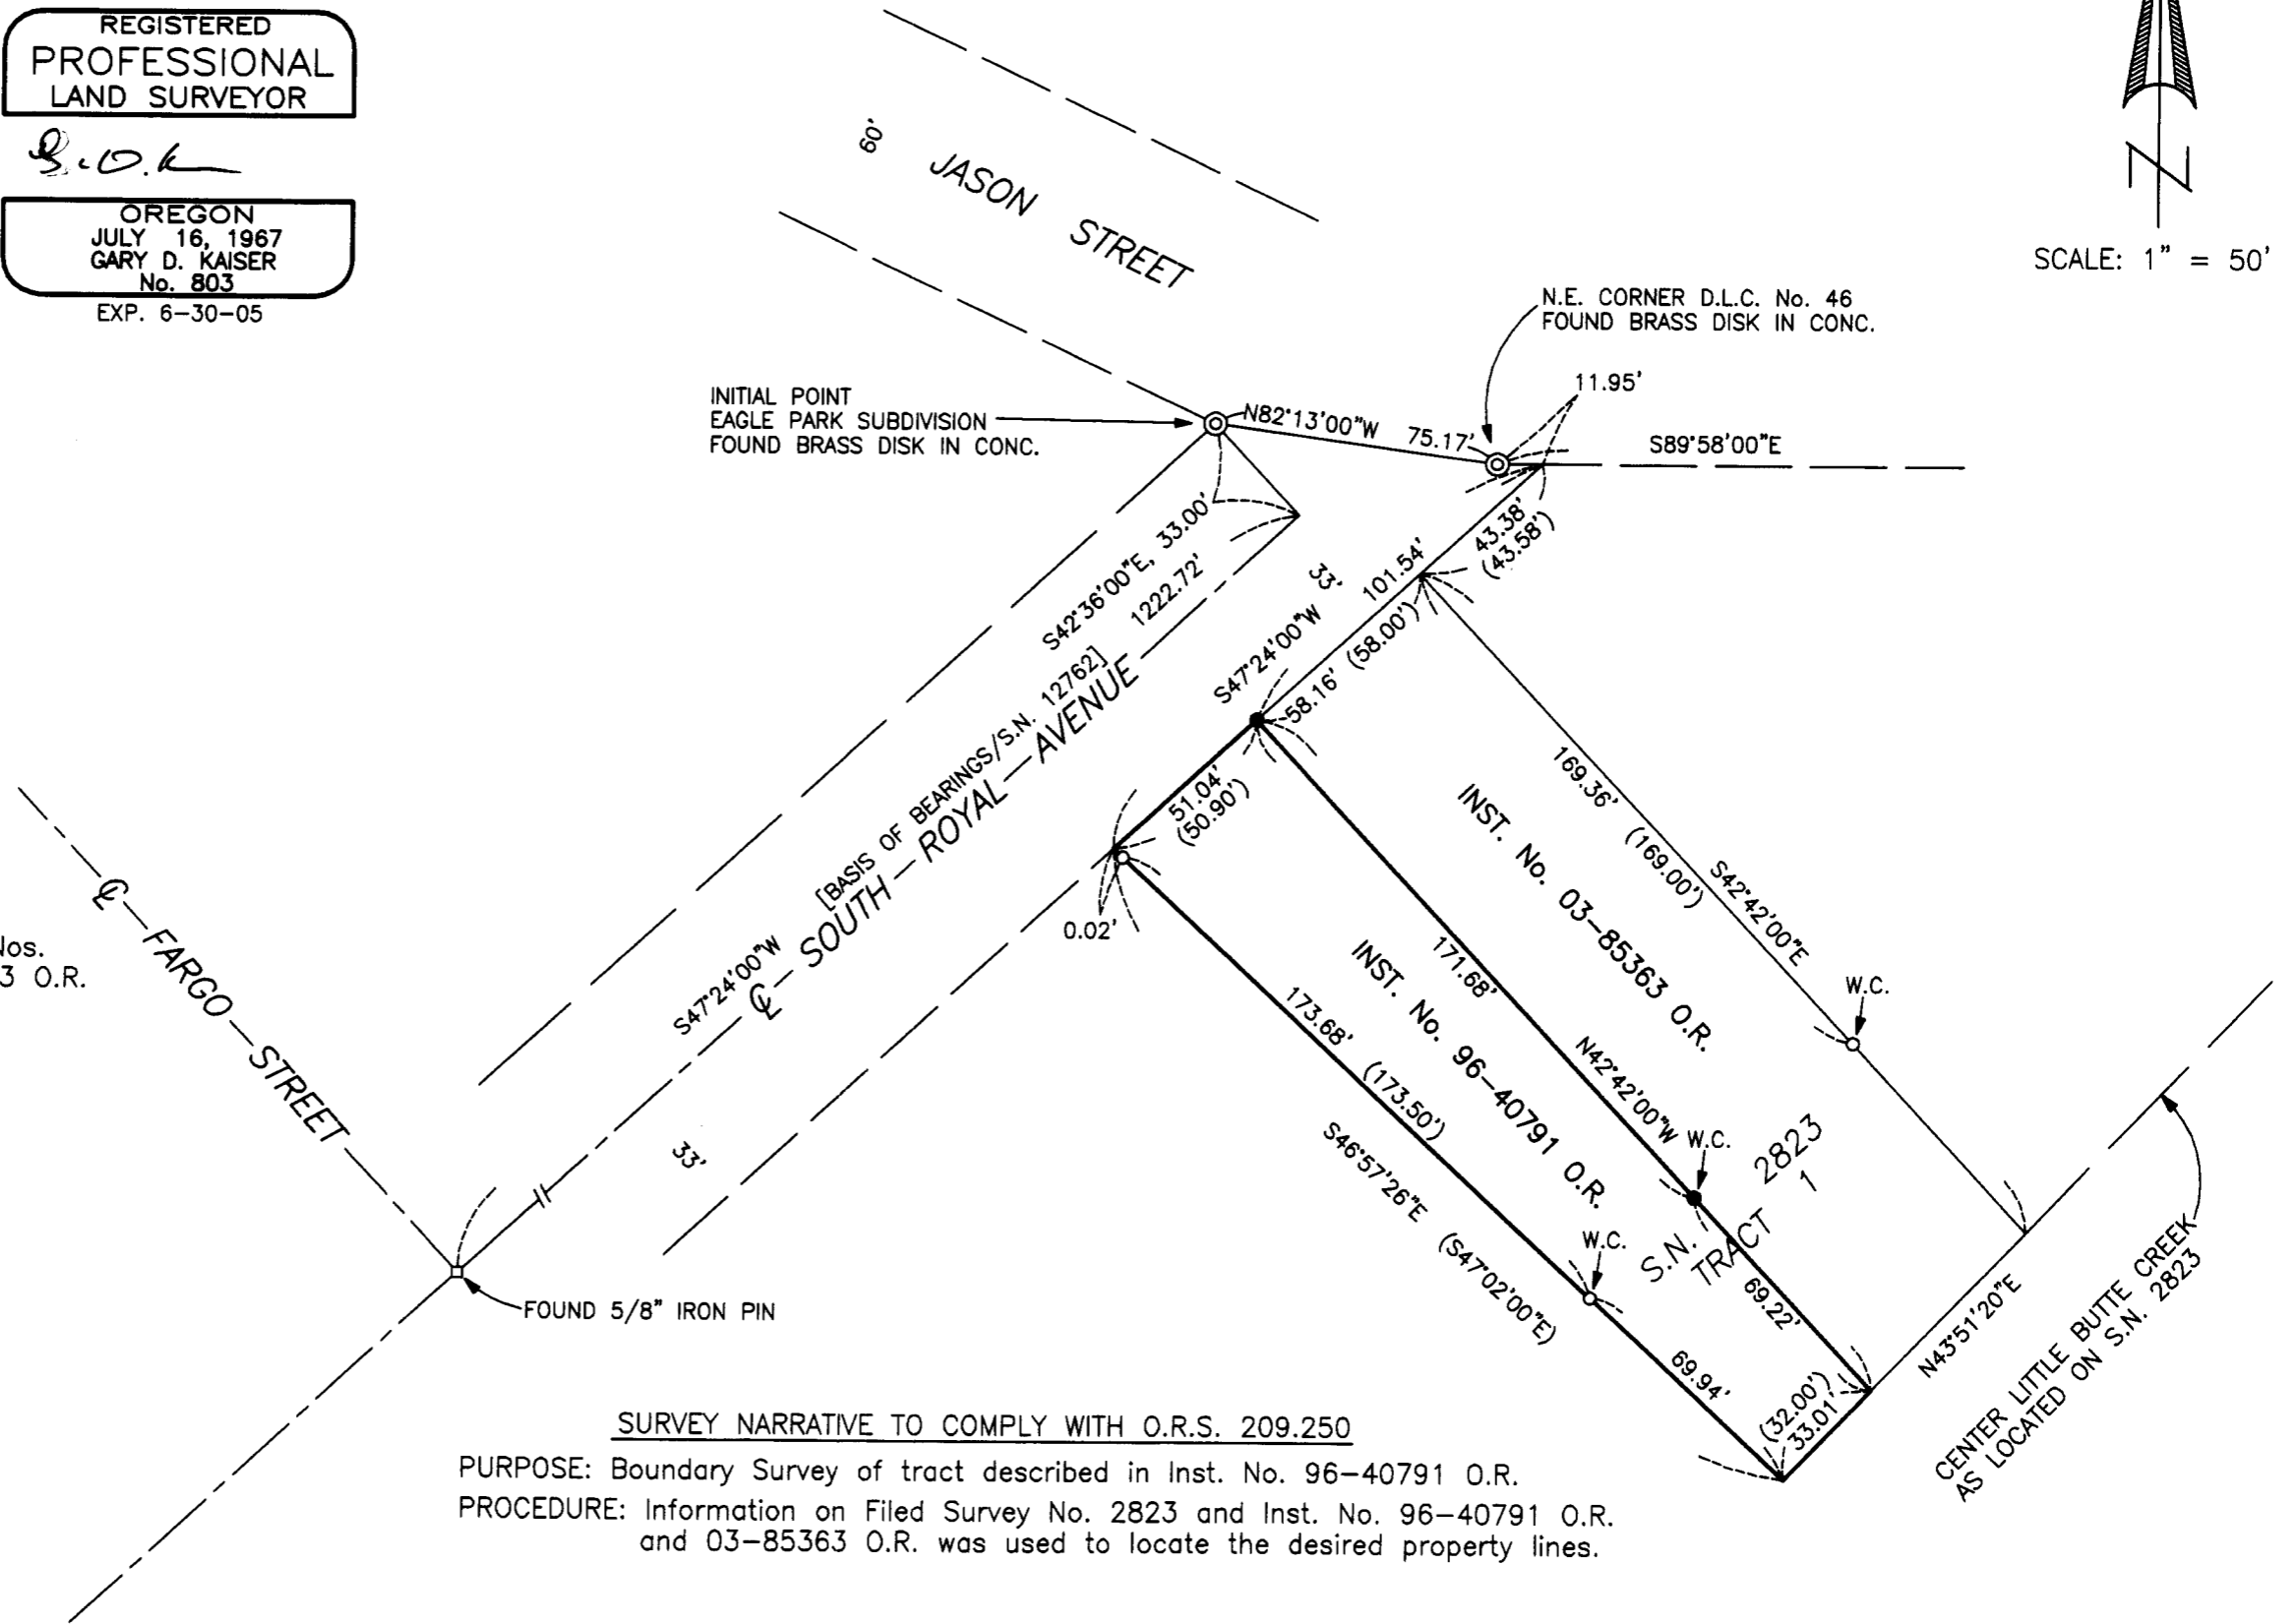 REGISTERED
PROFESSIONAL
LAND SURVEYOR
OREGON
JULY 16, 1967
GARY D. KAISER
No. 803
EXP. 6-30-05
N
SCALE: 1" = 50'
60'
JASON STREET
N.E. CORNER D.L.C. No. 46
FOUND BRASS DISK IN CONC.
11.95'
INITIAL POINT
EAGLE PARK SUBDIVISION
FOUND BRASS DISK IN CONC.
N82°13'00"W 75.17'
S89°58'00"E
S42°36'00"E, 33.00'
1222.72'
33'
101.54'
43.38'
(43.58')
S47°24'00"W
58.16' (58.00')
[BASIS OF BEARINGS/S.N. 12762]
SOUTH ROYAL AVENUE
S47°24'00"W
51.04'
(50.90')
0.02'
33'
169.36' (169.00')
S42°42'00"E
INST. No. 03-85363 O.R.
W.C.
171.68'
N42°42'00"W
INST. No. 96-40791 O.R.
W.C.
173.68' (173.50')
S46°57'26"E (S47°02'00"E)
W.C.
S.N. 2823
TRACT 1
69.22'
69.94'
(32.00')
33.01'
N43°51'20"E
CENTER LITTLE BUTTE CREEK
AS LOCATED ON S.N. 2823
Nos.
3 O.R.
FARGO STREET
FOUND 5/8" IRON PIN
SURVEY NARRATIVE TO COMPLY WITH O.R.S. 209.250
PURPOSE: Boundary Survey of tract described in Inst. No. 96-40791 O.R.
PROCEDURE: Information on Filed Survey No. 2823 and Inst. No. 96-40791 O.R.
and 03-85363 O.R. was used to locate the desired property lines.